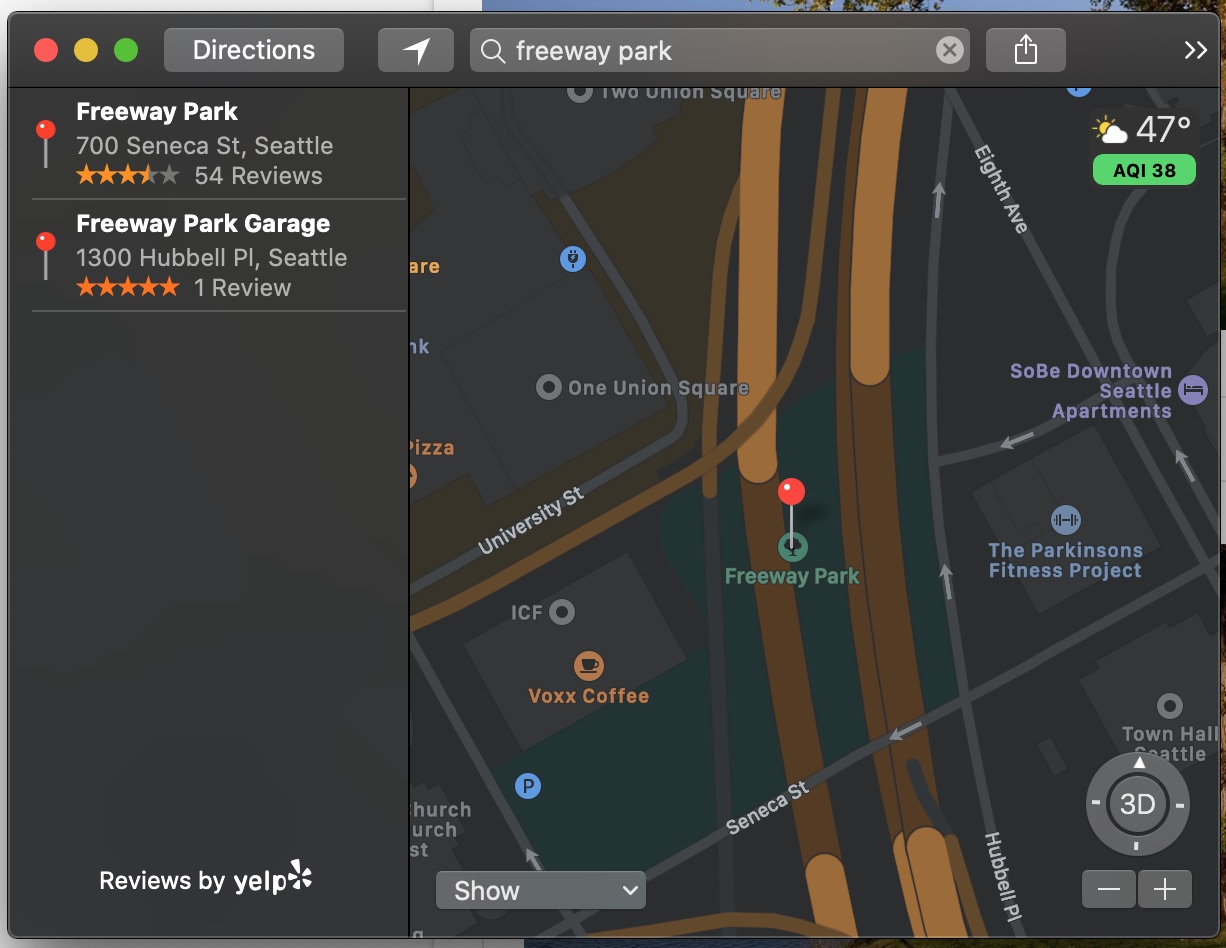 Directions
freeway park
Freeway Park
700 Seneca St, Seattle
54 Reviews
Freeway Park Garage
1300 Hubbell Pl, Seattle
1 Review
Reviews by yelp
Two Union Square
47°
AQI 38
Eighth Ave
are
nk
One Union Square
SoBe Downtown
Seattle
Apartments
Pizza
University St
The Parkinsons
Fitness Project
Freeway Park
ICF
Voxx Coffee
Town Hall
Seattle
P
3D
Seneca St
hurch
urch
st
Hubbell Pl
Show